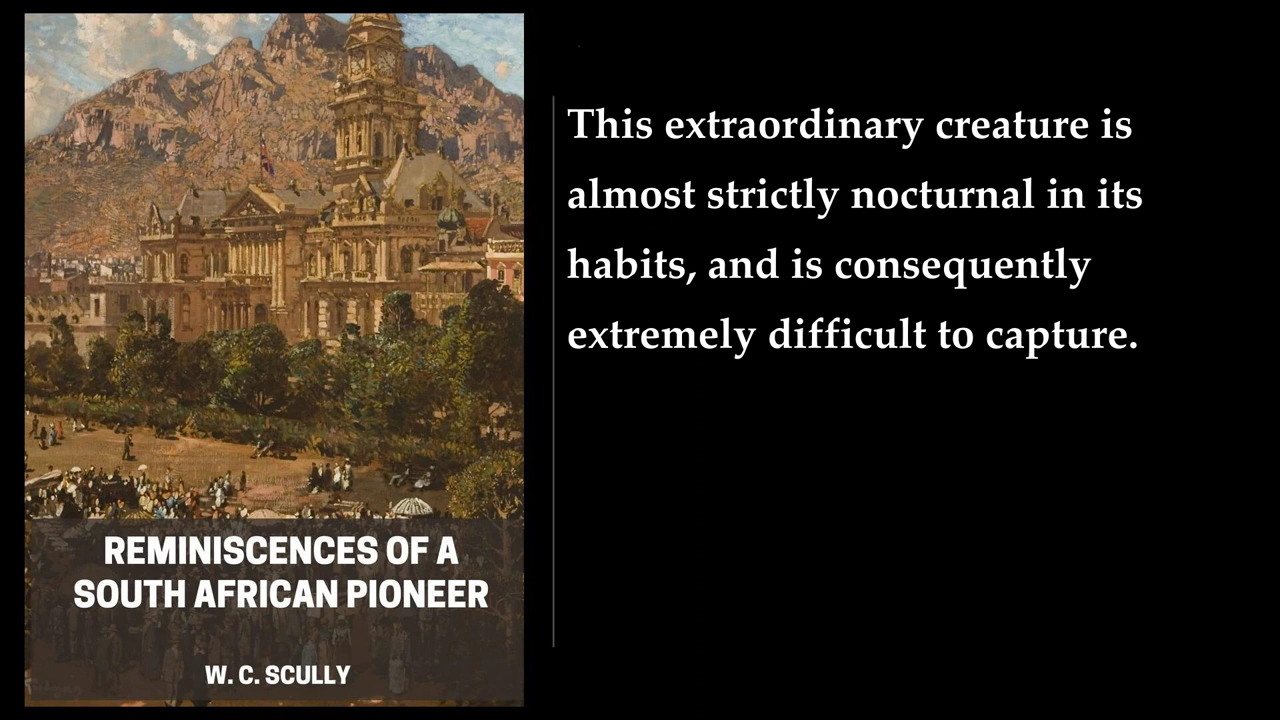 REMINISCENCES OF A
SOUTH AFRICAN PIONEER
W. C. SCULLY
This extraordinary creature is
almost strictly nocturnal in its
habits, and is consequently
extremely difficult to capture.